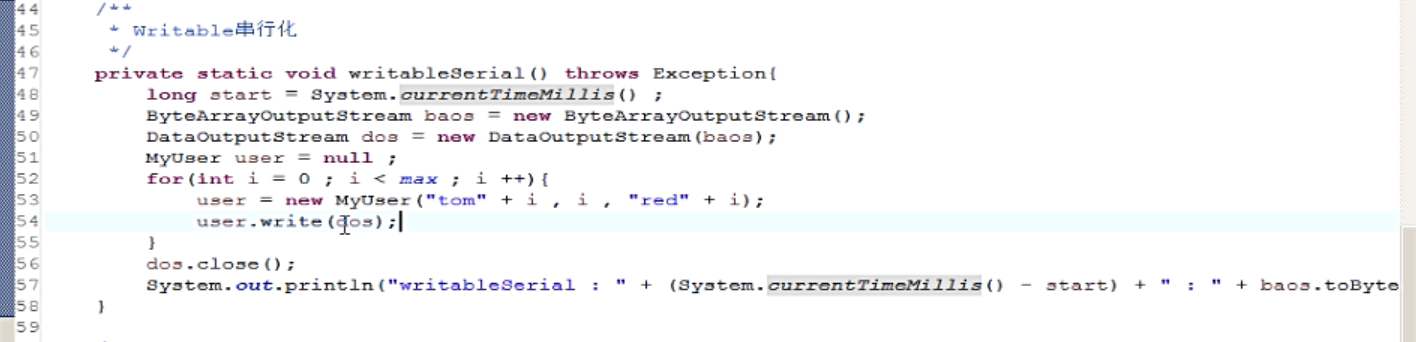 44 /**
45 * Writable串行化
46 */
47 private static void writableSerial() throws Exception{
48 long start = System.currentTimeMillis() ;
49 ByteArrayOutputStream baos = new ByteArrayOutputStream();
50 DataOutputStream dos = new DataOutputStream(baos);
51 MyUser user = null ;
52 for(int i = 0 ; i < max ; i ++){
53 user = new MyUser("tom" + i , i , "red" + i);
54 user.write(dos);
55 }
56 dos.close();
57 System.out.println("writableSerial : " + (System.currentTimeMillis() - start) + " : " + baos.toByte
58 }
59